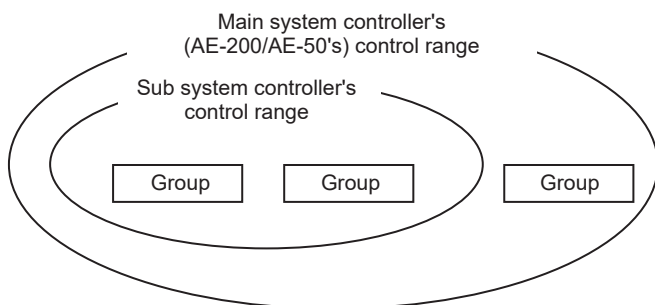 Main system controller's
(AE-200/AE-50's) control range
Sub system controller's
control range
Group
Group
Group